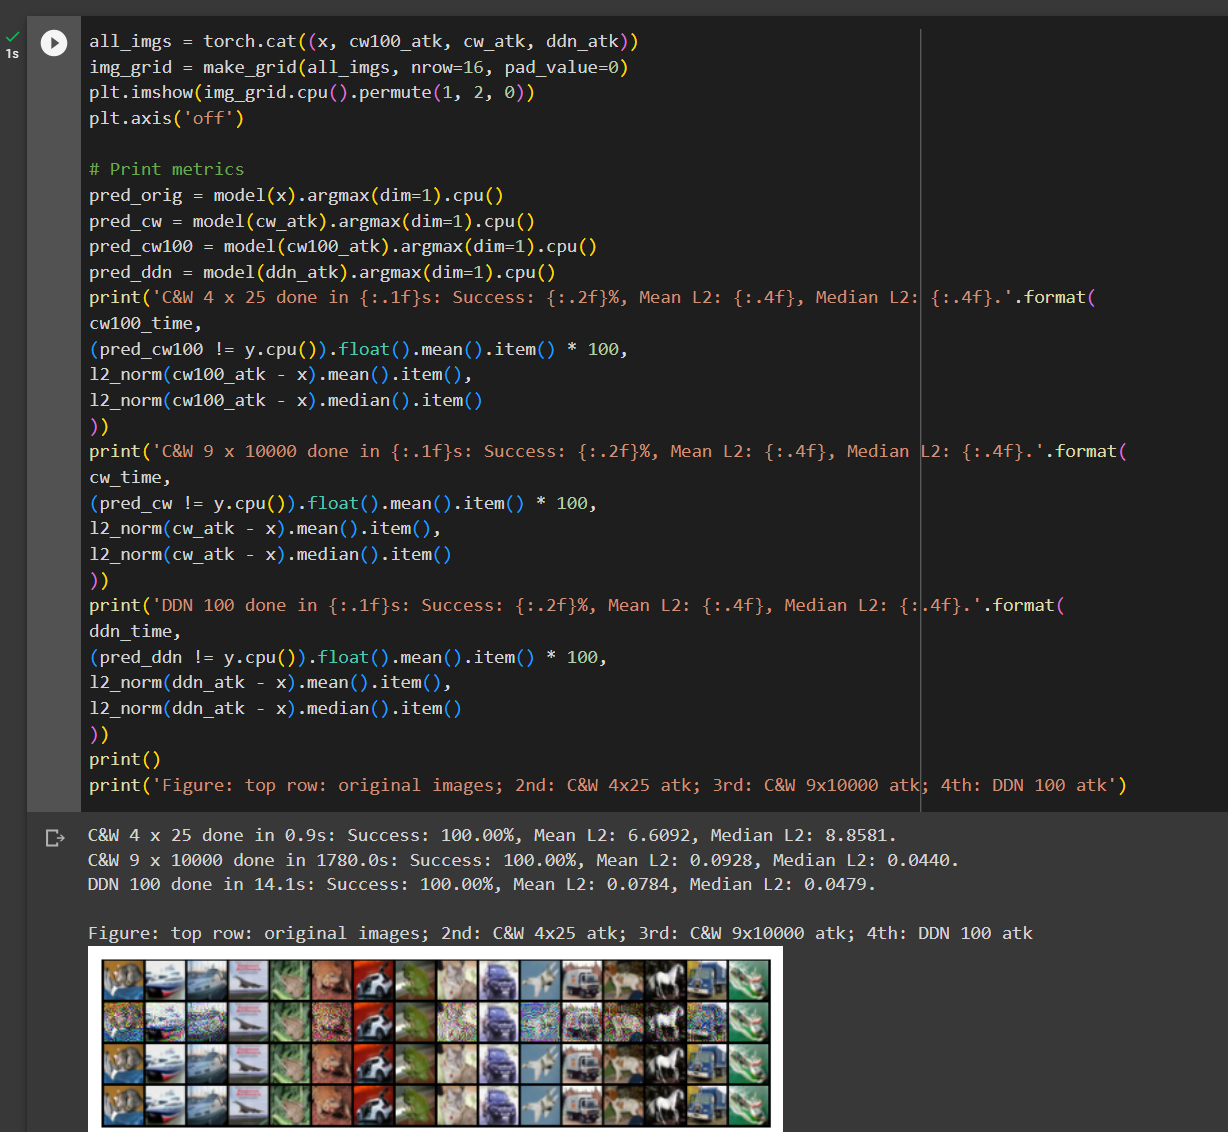 1s
all_imgs = torch.cat((x, cw100_atk, cw_atk, ddn_atk))
img_grid = make_grid(all_imgs, nrow=16, pad_value=0)
plt.imshow(img_grid.cpu().permute(1, 2, 0))
plt.axis('off')
# Print metrics
pred_orig = model(x).argmax(dim=1).cpu()
pred_cw = model(cw_atk).argmax(dim=1).cpu()
pred_cw100 = model(cw100_atk).argmax(dim=1).cpu()
pred_ddn = model(ddn_atk).argmax(dim=1).cpu()
print('C&W 4 x 25 done in {:.1f}s: Success: {:.2f}%, Mean L2: {:.4f}, Median L2: {:.4f}.'.format(
cw100_time,
(pred_cw100 != y.cpu()).float().mean().item() * 100,
l2_norm(cw100_atk - x).mean().item(),
l2_norm(cw100_atk - x).median().item()
))
print('C&W 9 x 10000 done in {:.1f}s: Success: {:.2f}%, Mean L2: {:.4f}, Median L2: {:.4f}.'.format(
cw_time,
(pred_cw != y.cpu()).float().mean().item() * 100,
l2_norm(cw_atk - x).mean().item(),
l2_norm(cw_atk - x).median().item()
))
print('DDN 100 done in {:.1f}s: Success: {:.2f}%, Mean L2: {:.4f}, Median L2: {:.4f}.'.format(
ddn_time,
(pred_ddn != y.cpu()).float().mean().item() * 100,
l2_norm(ddn_atk - x).mean().item(),
l2_norm(ddn_atk - x).median().item()
))
print()
print('Figure: top row: original images; 2nd: C&W 4x25 atk; 3rd: C&W 9x10000 atk; 4th: DDN 100 atk')
C&W 4 x 25 done in 0.9s: Success: 100.00%, Mean L2: 6.6092, Median L2: 8.8581.
C&W 9 x 10000 done in 1780.0s: Success: 100.00%, Mean L2: 0.0928, Median L2: 0.0440.
DDN 100 done in 14.1s: Success: 100.00%, Mean L2: 0.0784, Median L2: 0.0479.
Figure: top row: original images; 2nd: C&W 4x25 atk; 3rd: C&W 9x10000 atk; 4th: DDN 100 atk